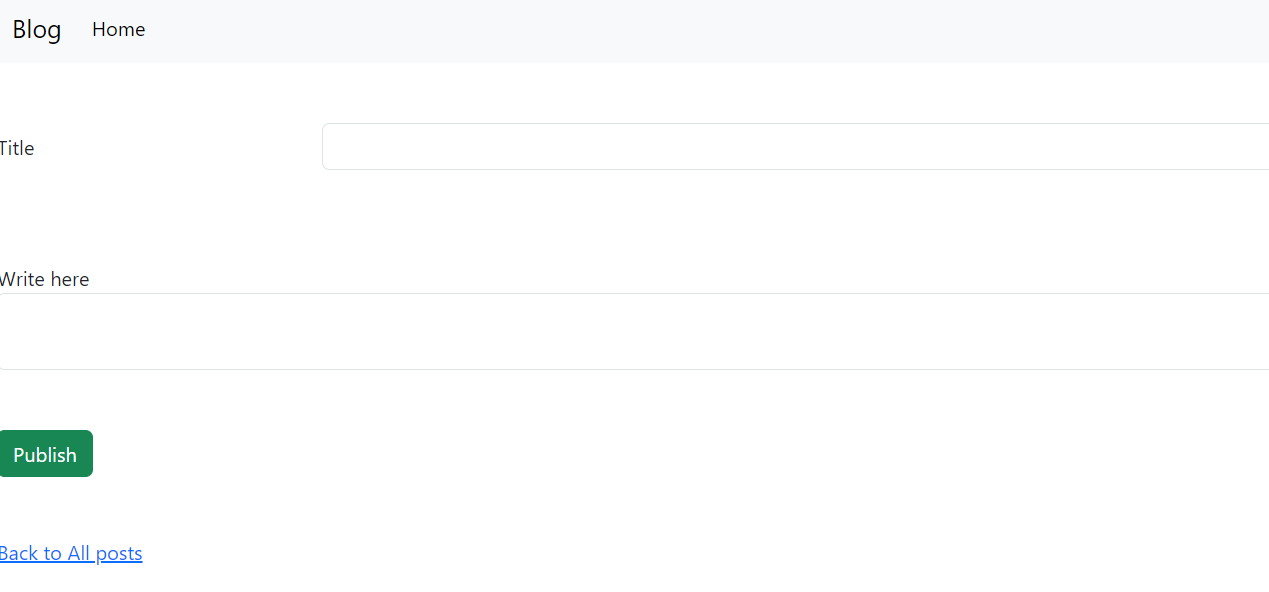 Blog Home
Title
Write here
Publish
Back to All posts